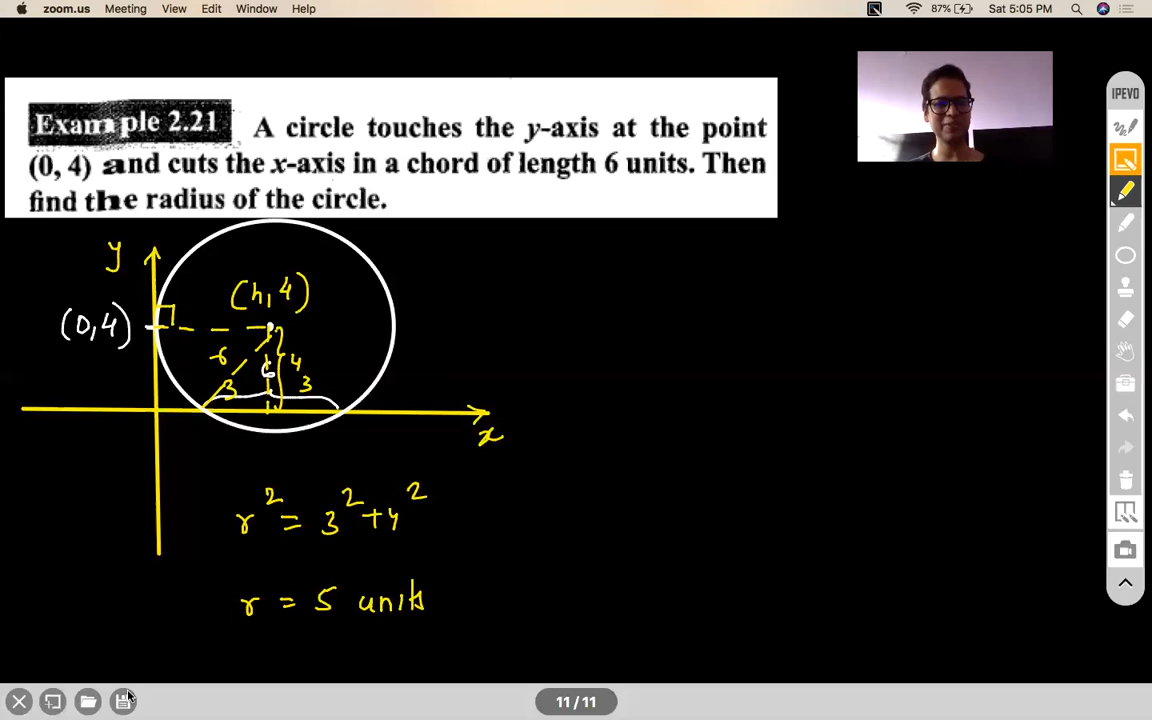 zoom.us Meeting View Edit Window Help 87% Sat 5:05 PM
IPEVO
Example 2.21 A circle touches the y-axis at the point
(0, 4) and cuts the x-axis in a chord of length 6 units. Then
find the radius of the circle.
y
(h, 4)
(0,4)
6
4
3 3
x
r² = 3² + 4²
r = 5 units
11/11